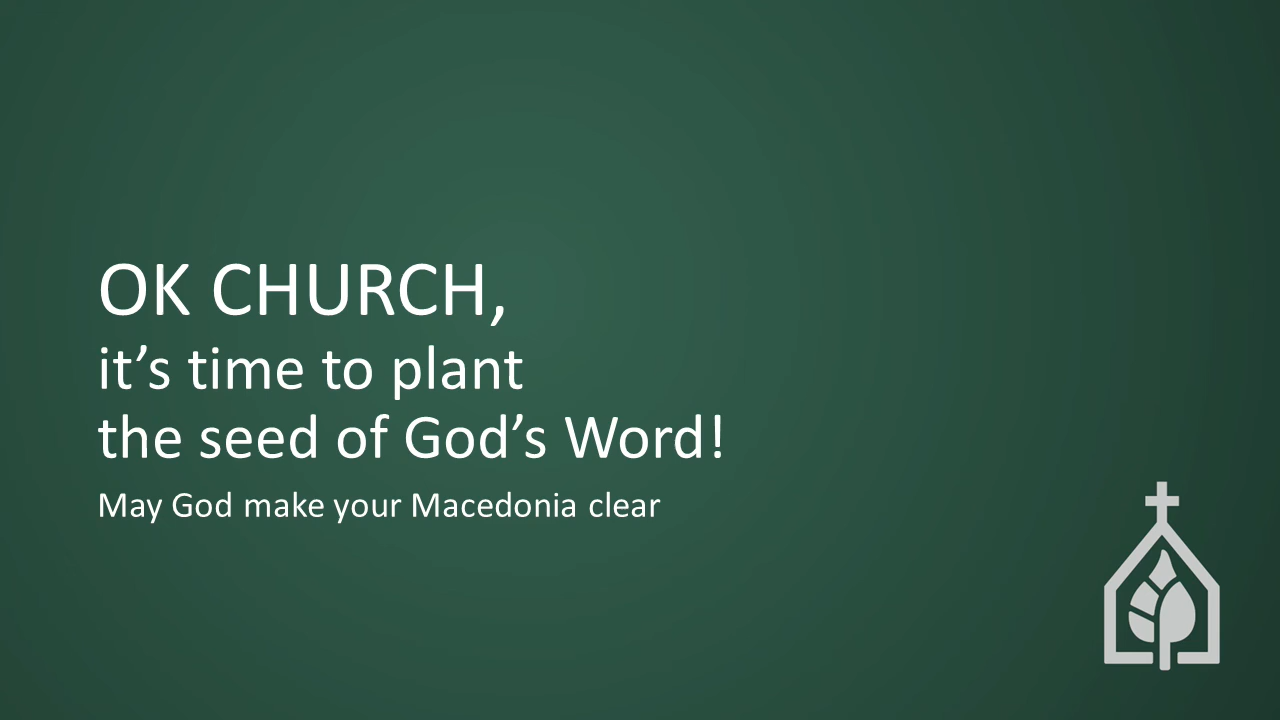 OK CHURCH,
it’s time to plant
the seed of God’s Word!
May God make your Macedonia clear